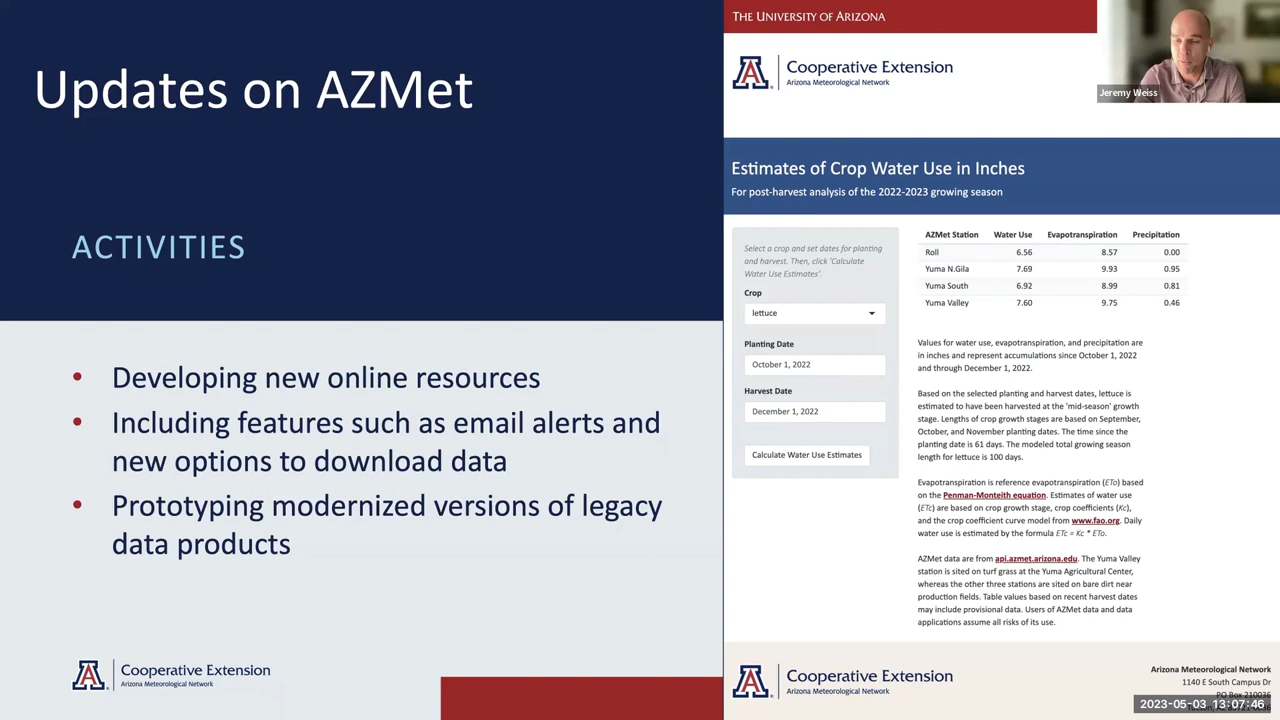 Updates on AZMet
ACTIVITIES
• Developing new online resources
• Including features such as email alerts and
new options to download data
• Prototyping modernized versions of legacy
data products
A Cooperative Extension
Arizona Meteorological Network
THE UNIVERSITY OF ARIZONA
A Cooperative Extension
Arizona Meteorological Network
Jeremy Weiss
Estimates of Crop Water Use in Inches
For post-harvest analysis of the 2022-2023 growing season
Select a crop and set dates for planting
and harvest. Then, click 'Calculate
Water Use Estimates'.
Crop
lettuce
Planting Date
October 1, 2022
Harvest Date
December 1, 2022
Calculate Water Use Estimates
AZMet Station Water Use Evapotranspiration Precipitation
Roll 6.56 8.57 0.00
Yuma N.Gila 7.69 9.93 0.95
Yuma South 6.92 8.99 0.81
Yuma Valley 7.60 9.75 0.46
Values for water use, evapotranspiration, and precipitation are
in inches and represent accumulations since October 1, 2022
and through December 1, 2022.
Based on the selected planting and harvest dates, lettuce is
estimated to have been harvested at the 'mid-season' growth
stage. Lengths of crop growth stages are based on September,
October, and November planting dates. The time since the
planting date is 61 days. The modeled total growing season
length for lettuce is 100 days.
Evapotranspiration is reference evapotranspiration (ETo) based
on the Penman-Monteith equation. Estimates of water use
(ETc) are based on crop growth stage, crop coefficients (Kc),
and the crop coefficient curve model from www.fao.org. Daily
water use is estimated by the formula ETc = Kc * ETo.
AZMet data are from api.azmet.arizona.edu. The Yuma Valley
station is sited on turf grass at the Yuma Agricultural Center,
whereas the other three stations are sited on bare dirt near
production fields. Table values based on recent harvest dates
may include provisional data. Users of AZMet data and data
applications assume all risks of its use.
A Cooperative Extension
Arizona Meteorological Network
Arizona Meteorological Network
1140 E South Campus Dr
PO Box 210036
2023-05-03 13:07:46